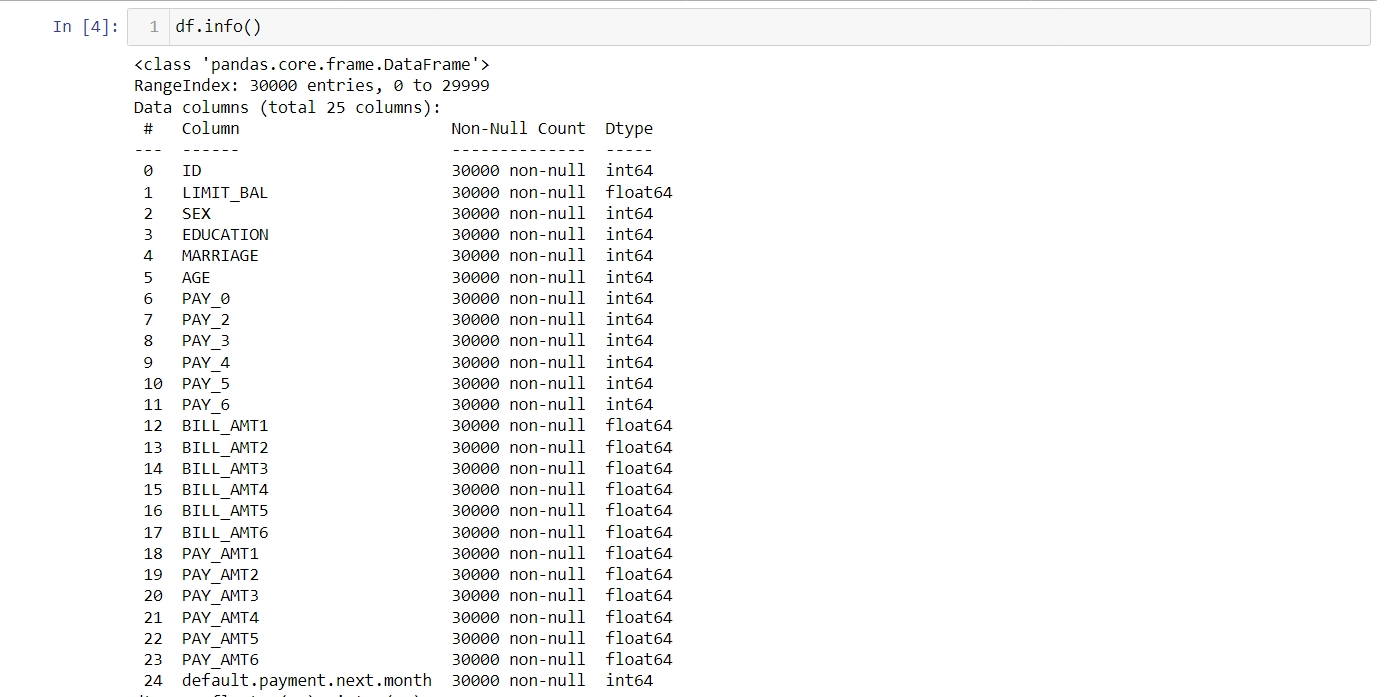 In [4]: 1 df.info()
<class 'pandas.core.frame.DataFrame'>
RangeIndex: 30000 entries, 0 to 29999
Data columns (total 25 columns):
# Column Non-Null Count Dtype
--- ------ -------------- -----
0 ID 30000 non-null int64
1 LIMIT_BAL 30000 non-null float64
2 SEX 30000 non-null int64
3 EDUCATION 30000 non-null int64
4 MARRIAGE 30000 non-null int64
5 AGE 30000 non-null int64
6 PAY_0 30000 non-null int64
7 PAY_2 30000 non-null int64
8 PAY_3 30000 non-null int64
9 PAY_4 30000 non-null int64
10 PAY_5 30000 non-null int64
11 PAY_6 30000 non-null int64
12 BILL_AMT1 30000 non-null float64
13 BILL_AMT2 30000 non-null float64
14 BILL_AMT3 30000 non-null float64
15 BILL_AMT4 30000 non-null float64
16 BILL_AMT5 30000 non-null float64
17 BILL_AMT6 30000 non-null float64
18 PAY_AMT1 30000 non-null float64
19 PAY_AMT2 30000 non-null float64
20 PAY_AMT3 30000 non-null float64
21 PAY_AMT4 30000 non-null float64
22 PAY_AMT5 30000 non-null float64
23 PAY_AMT6 30000 non-null float64
24 default.payment.next.month 30000 non-null int64